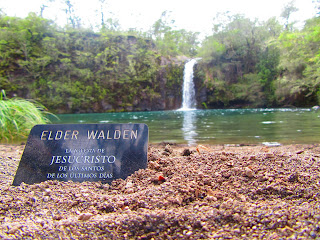 ELDER WALDEN
LA IGLESIA DE
JESUCRISTO
DE LOS SANTOS
DE LOS ÚLTIMOS DÍAS